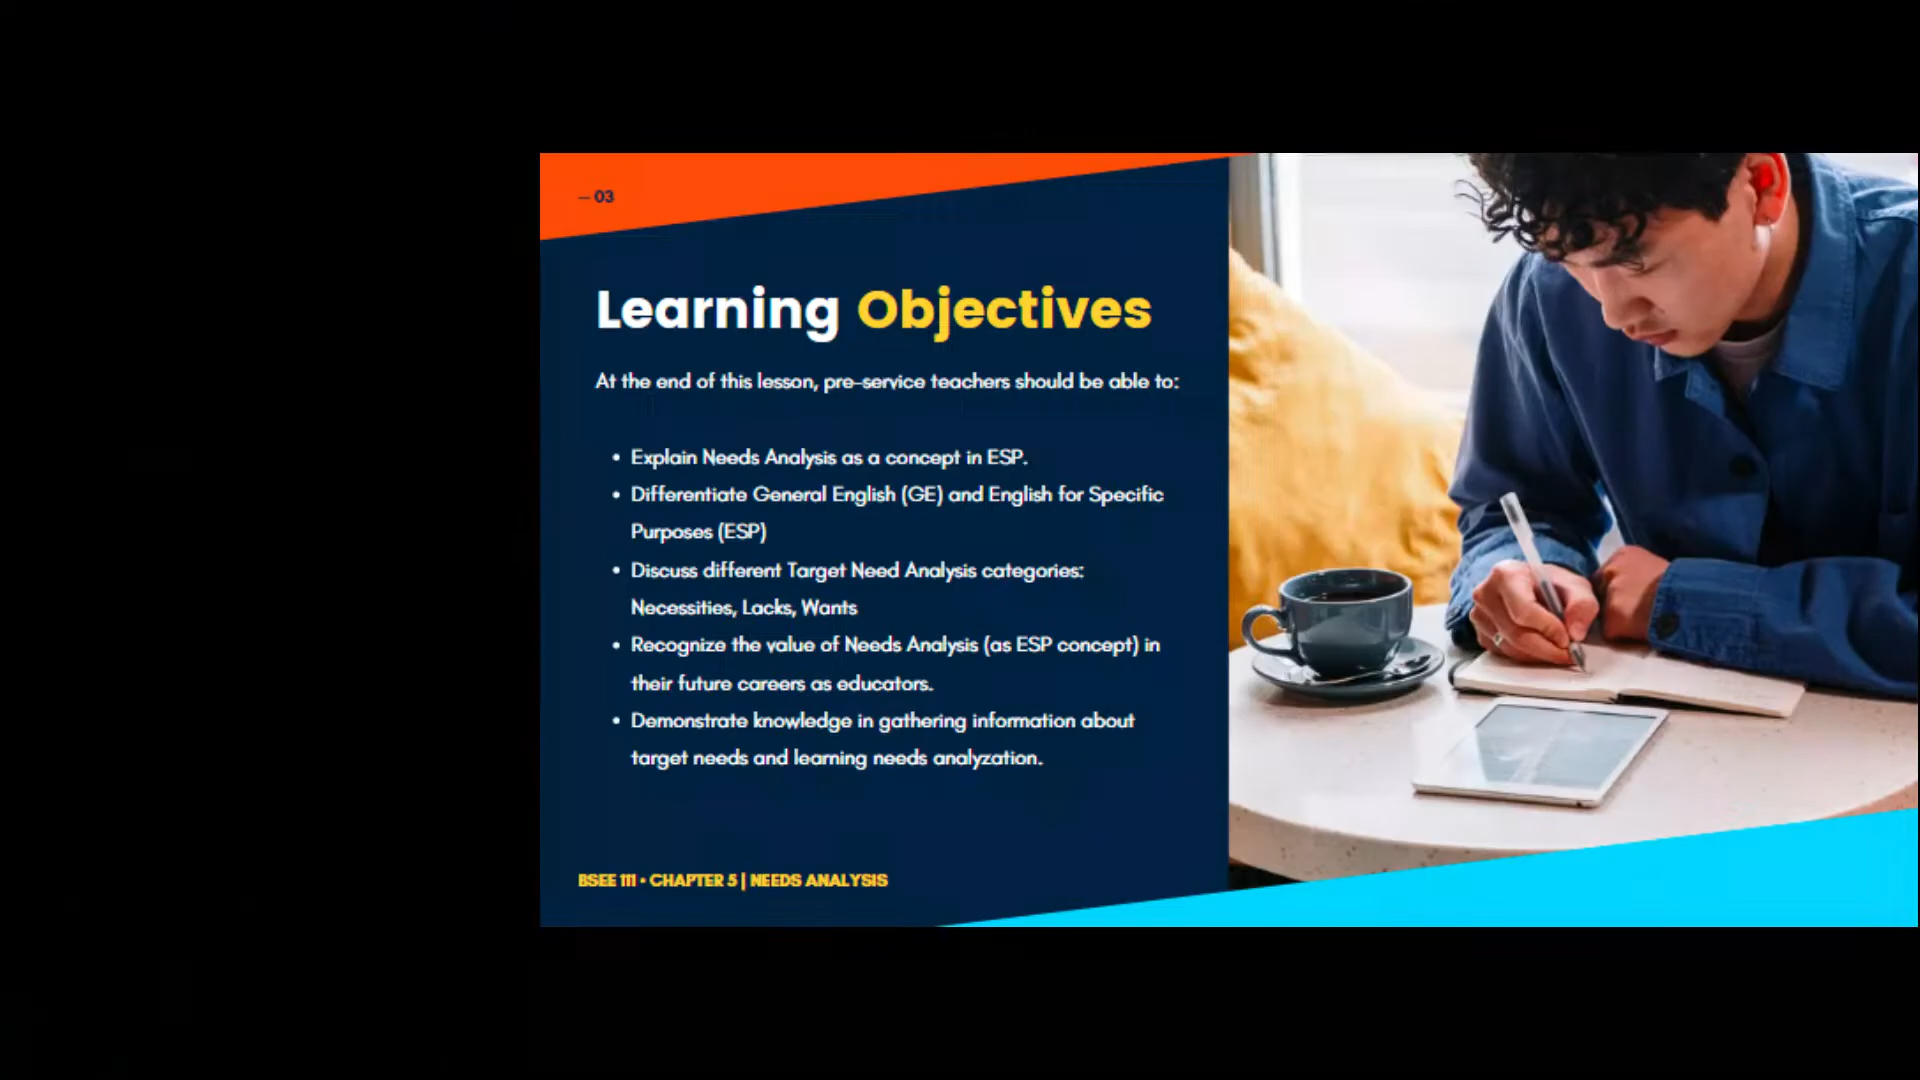 — 03
Learning Objectives
At the end of this lesson, pre-service teachers should be able to:
• Explain Needs Analysis as a concept in ESP.
• Differentiate General English (GE) and English for Specific
Purposes (ESP)
• Discuss different Target Need Analysis categories:
Necessities, Lacks, Wants
• Recognize the value of Needs Analysis (as ESP concept) in
their future careers as educators.
• Demonstrate knowledge in gathering information about
target needs and learning needs analyzation.
BSEE 111 • CHAPTER 5 | NEEDS ANALYSIS